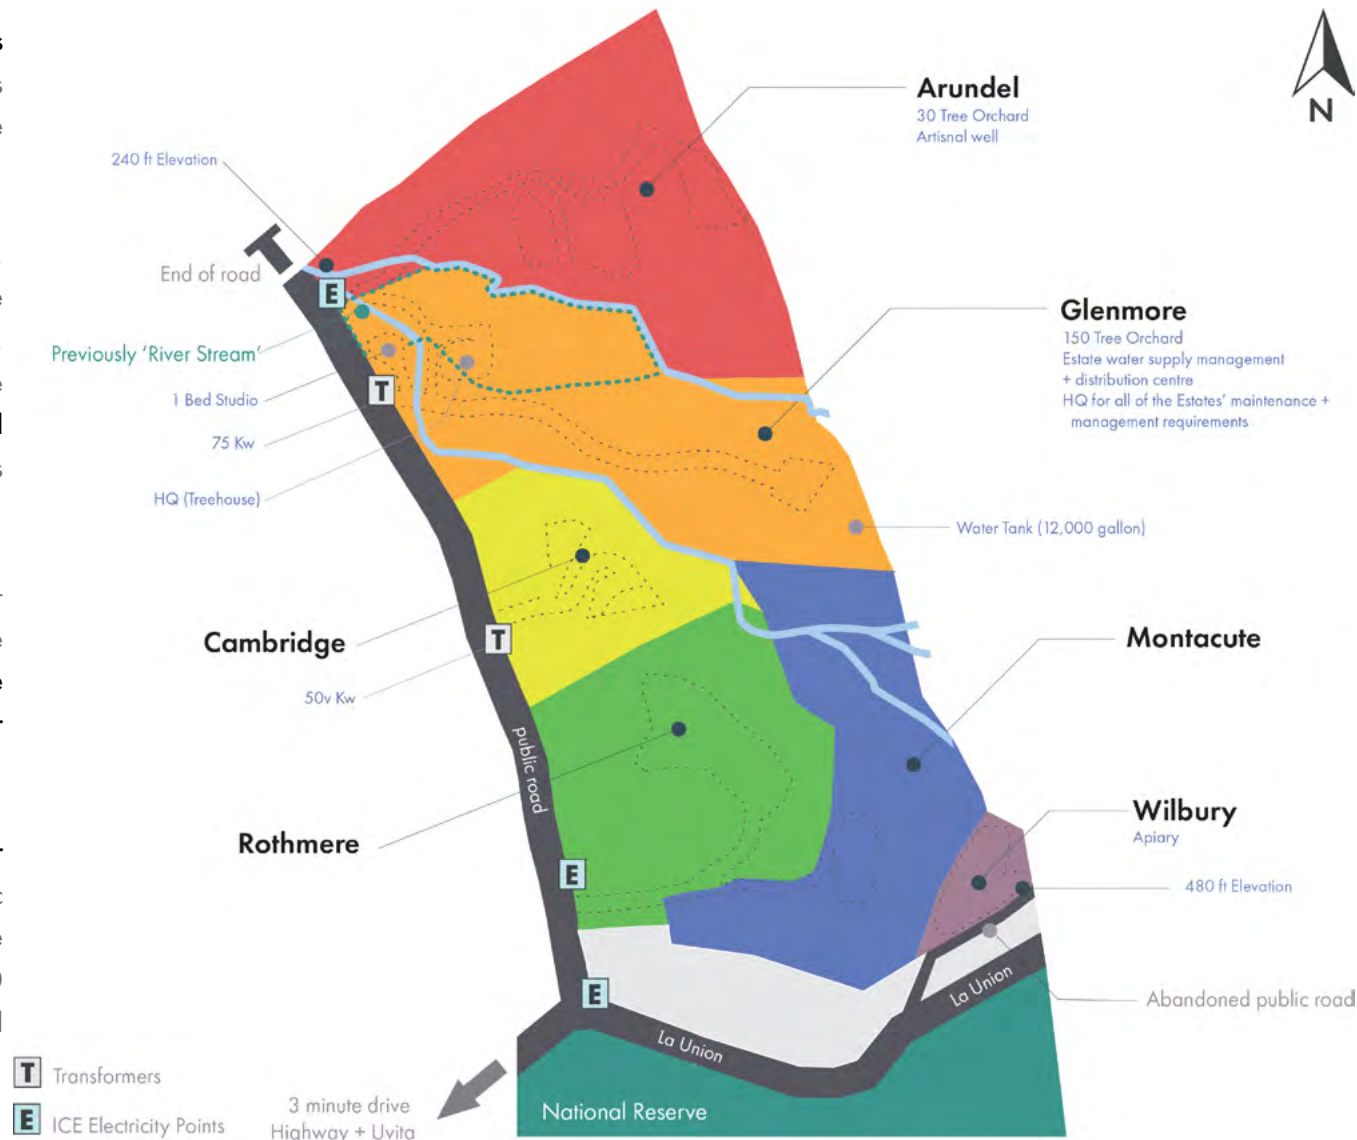 Arundel
30 Tree Orchard
Artisnal well
N
240 ft Elevation
End of road
E
Glenmore
150 Tree Orchard
Estate water supply management
+ distribution centre
HQ for all of the Estates' maintenance +
management requirements
Previously 'River Stream'
1 Bed Studio
T
75 Kw
HQ (Treehouse)
Water Tank (12,000 gallon)
Cambridge
T
50v Kw
Montacute
public road
Rothmere
Wilbury
Apiary
E
480 ft Elevation
E
La Union
Abandoned public road
La Union
T Transformers
E ICE Electricity Points
3 minute drive
Highway + Uvita
National Reserve